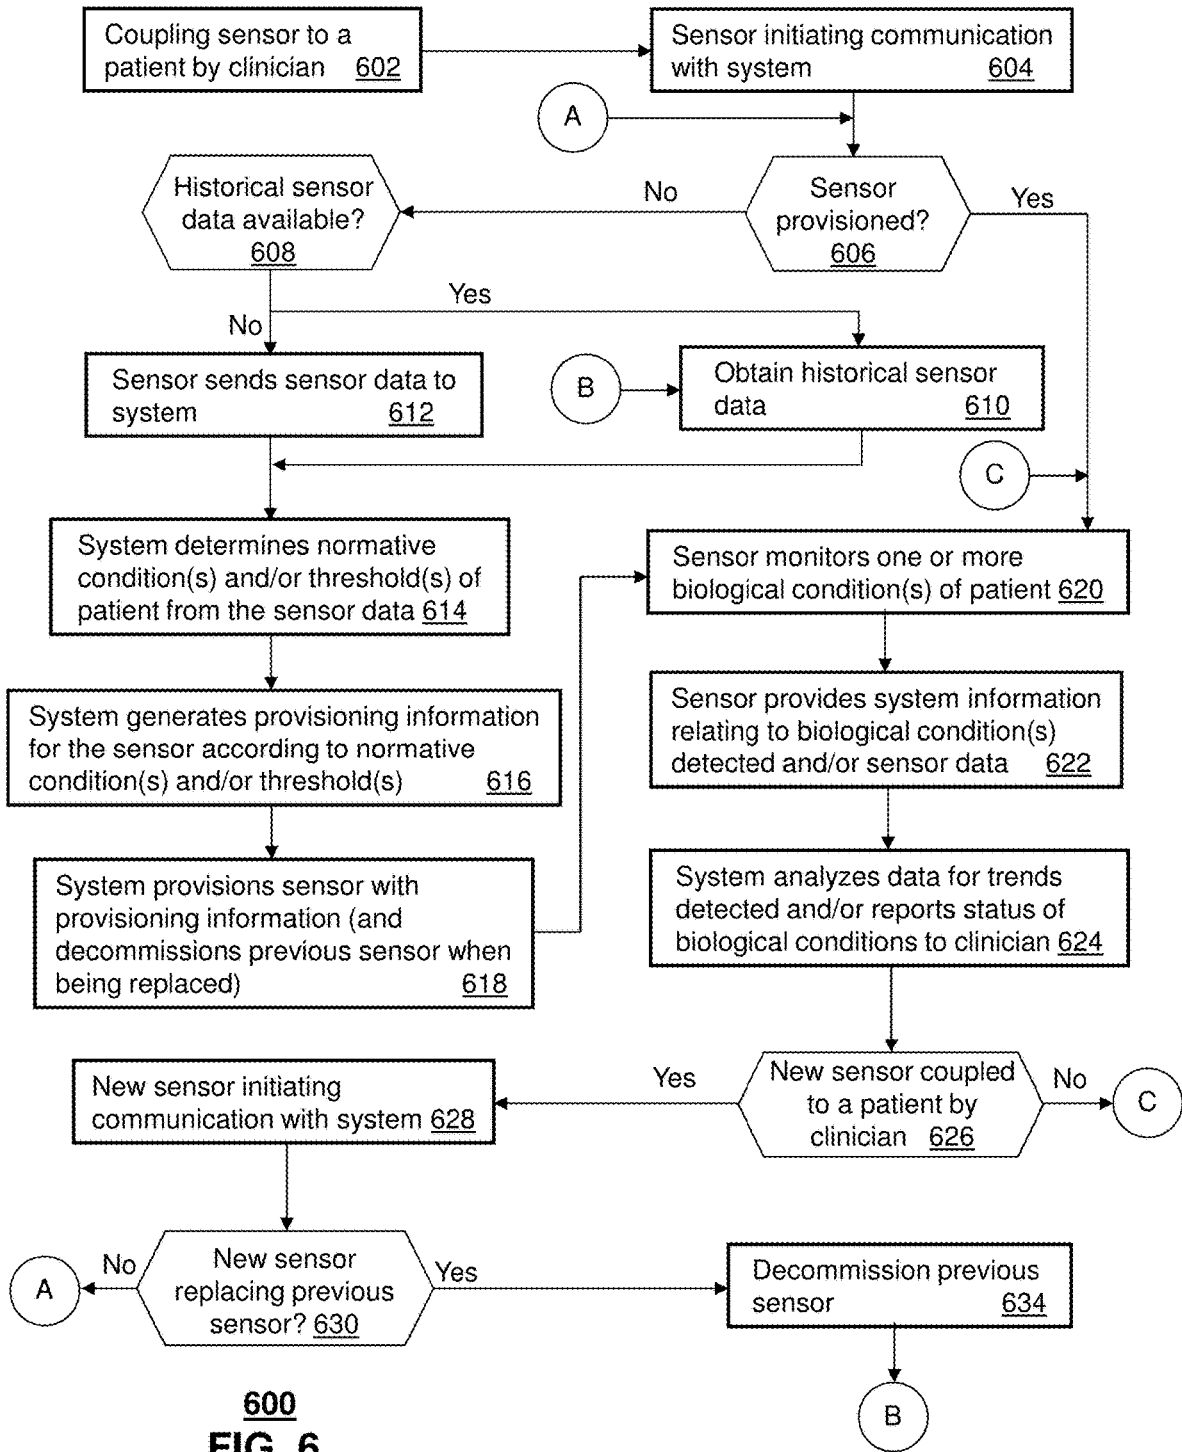 Coupling sensor to a
patient by clinician 602
Sensor initiating communication
with system 604
A
Historical sensor
data available?
608
No
Sensor
provisioned?
606
Yes
Yes
No
Sensor sends sensor data to
system 612
B
Obtain historical sensor
data 610
C
System determines normative
condition(s) and/or threshold(s) of
patient from the sensor data 614
Sensor monitors one or more
biological condition(s) of patient 620
System generates provisioning information
for the sensor according to normative
condition(s) and/or threshold(s) 616
Sensor provides system information
relating to biological condition(s)
detected and/or sensor data 622
System provisions sensor with
provisioning information (and
decommissions previous sensor when
being replaced) 618
System analyzes data for trends
detected and/or reports status of
biological conditions to clinician 624
New sensor initiating
communication with system 628
Yes
New sensor coupled
to a patient by
clinician 626
No
C
A
No
New sensor
replacing previous
sensor? 630
Yes
Decommission previous
sensor 634
B
600
FIG. 6